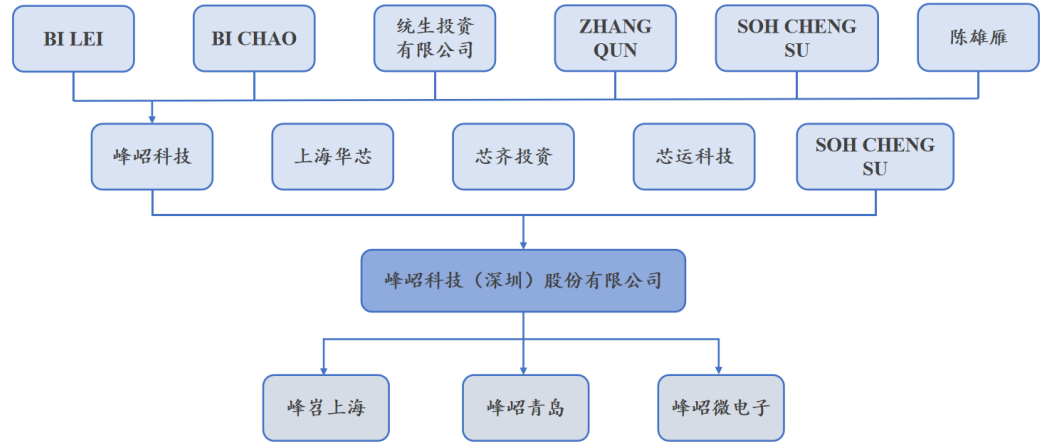 BI LEI
BI CHAO
统生投资
有限公司
ZHANG
QUN
SOH CHENG
SU
陈雄雁
峰岹科技
上海华芯
芯齐投资
芯运科技
SOH CHENG
SU
峰岹科技（深圳）股份有限公司
峰岧上海
峰岹青岛
峰岹微电子